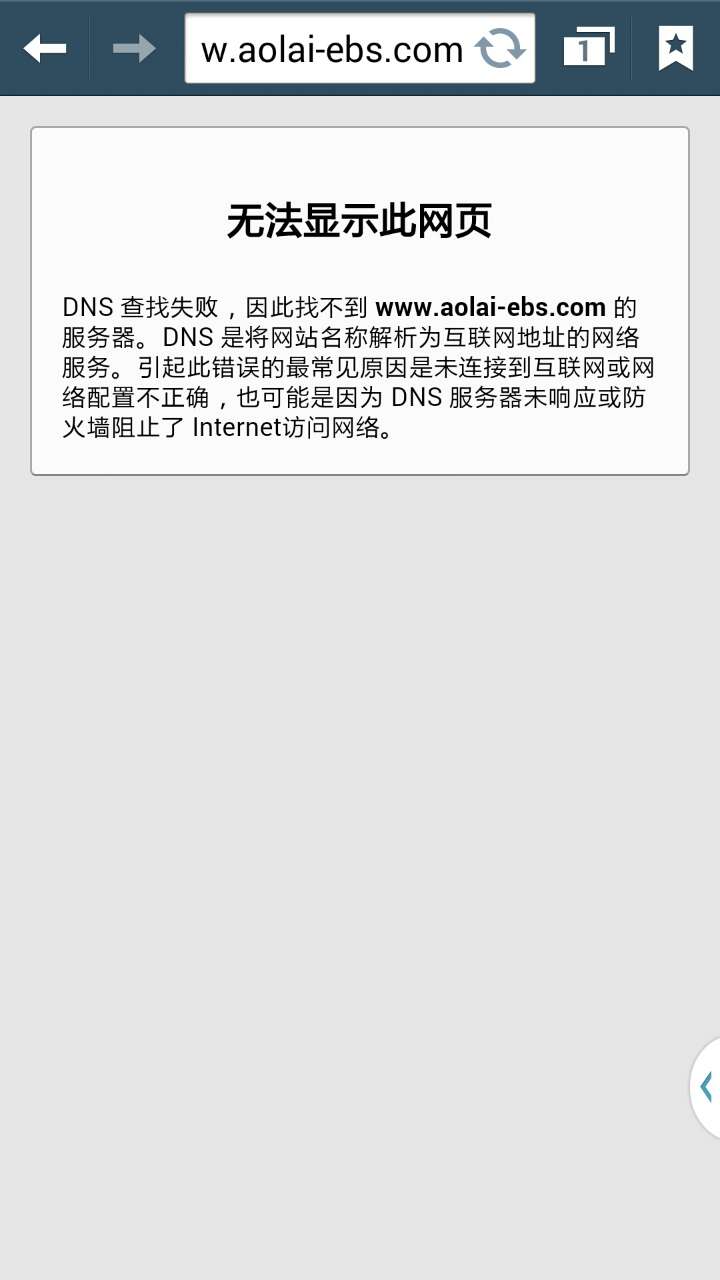 w.aolai-ebs.com
1
无法显示此网页
DNS 查找失败，因此找不到 www.aolai-ebs.com 的
服务器。DNS 是将网站名称解析为互联网地址的网络
服务。引起此错误的最常见原因是未连接到互联网或网
络配置不正确，也可能是因为 DNS 服务器未响应或防
火墙阻止了 Internet访问网络。